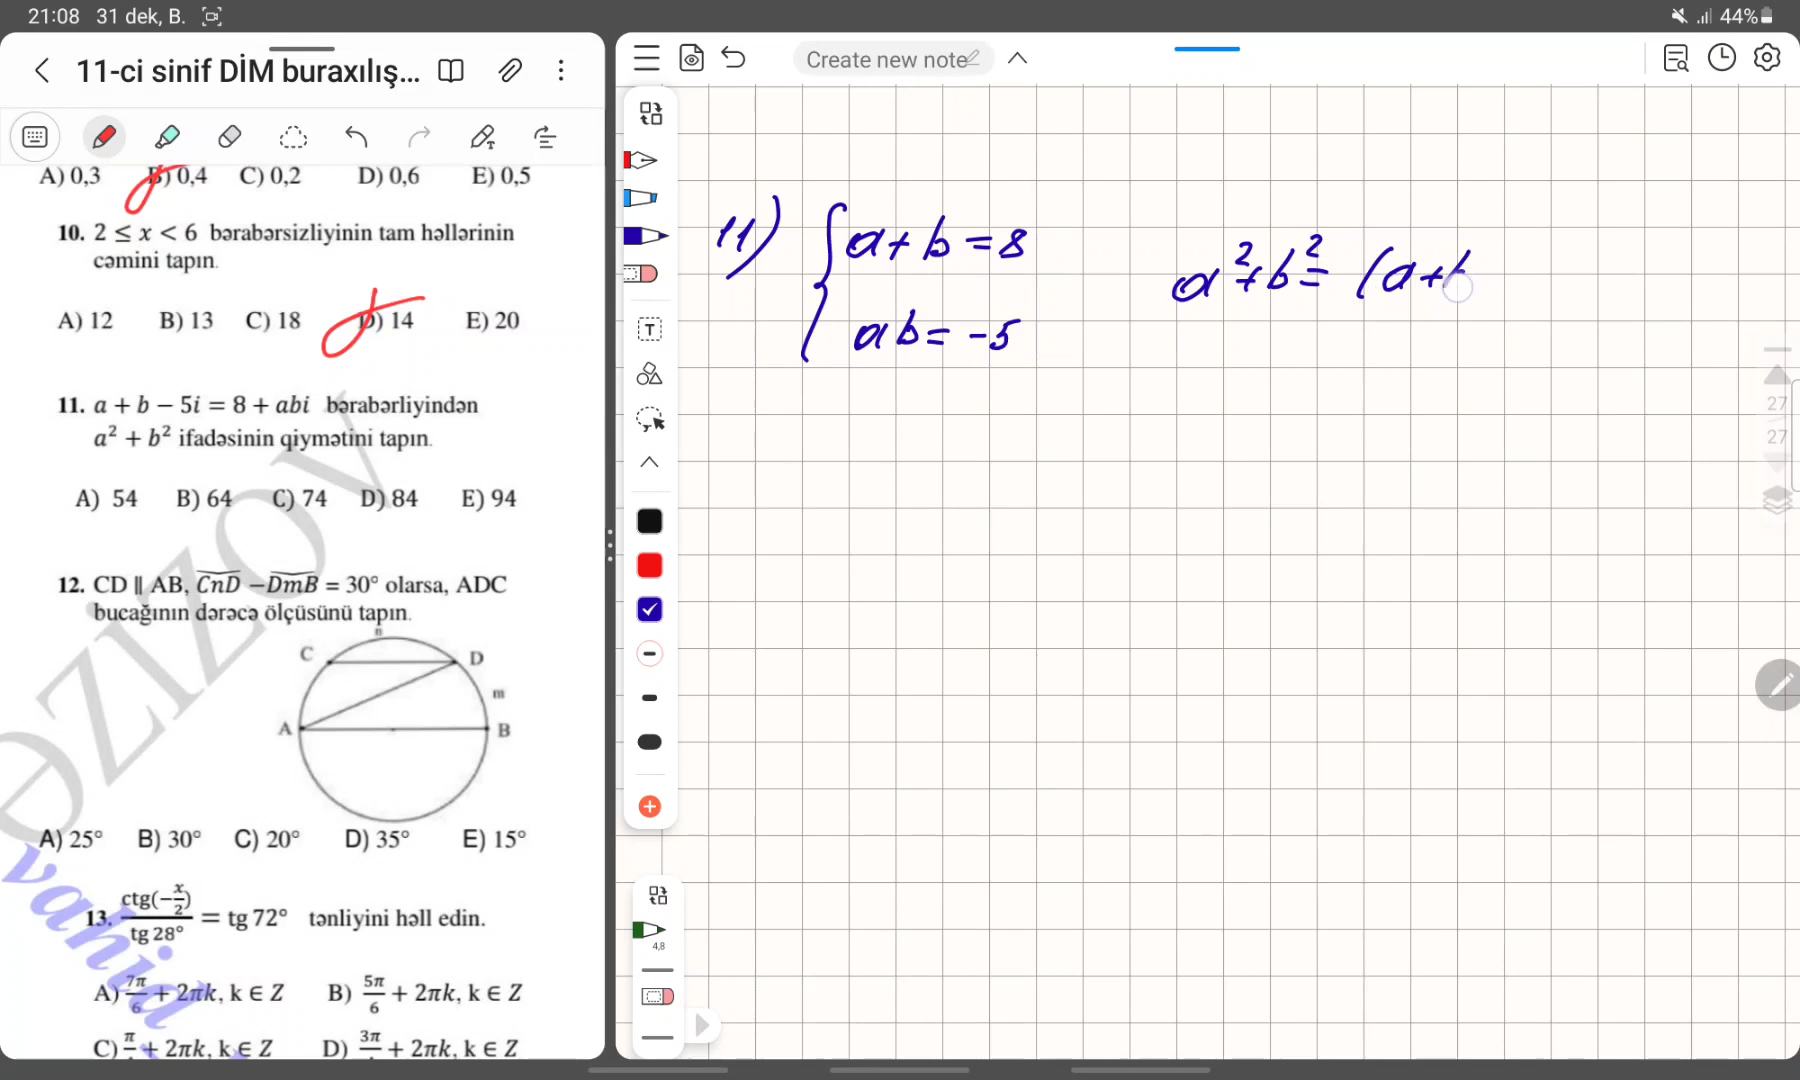 21:08 31 dek, B.
44%
11-ci sinif DİM buraxılış...
A) 0,3 B) 0,4 C) 0,2 D) 0,6 E) 0,5
10. 2 ≤ x < 6 bərabərsizliyinin tam həllərinin
cəmini tapın.
A) 12 B) 13 C) 18 D) 14 E) 20
11. a + b − 5i = 8 + abi bərabərliyindən
a² + b² ifadəsinin qiymətini tapın.
A) 54 B) 64 C) 74 D) 84 E) 94
12. CD ∥ AB, CnD − DmB = 30° olarsa, ADC
bucağının dərəcə ölçüsünü tapın.
n
C D
m
A B
A) 25° B) 30° C) 20° D) 35° E) 15°
13. ctg(−x/2)/tg 28° = tg 72° tənliyini həll edin.
A) 7π/6 + 2πk, k ∈ Z B) 5π/6 + 2πk, k ∈ Z
C) π + 2πk, k ∈ Z D) 3π + 2πk, k ∈ Z
ƏZİZOV
vahid
Create new note
T
4,8
11) a + b = 8
ab = -5
a² + b² = (a + b
27
27